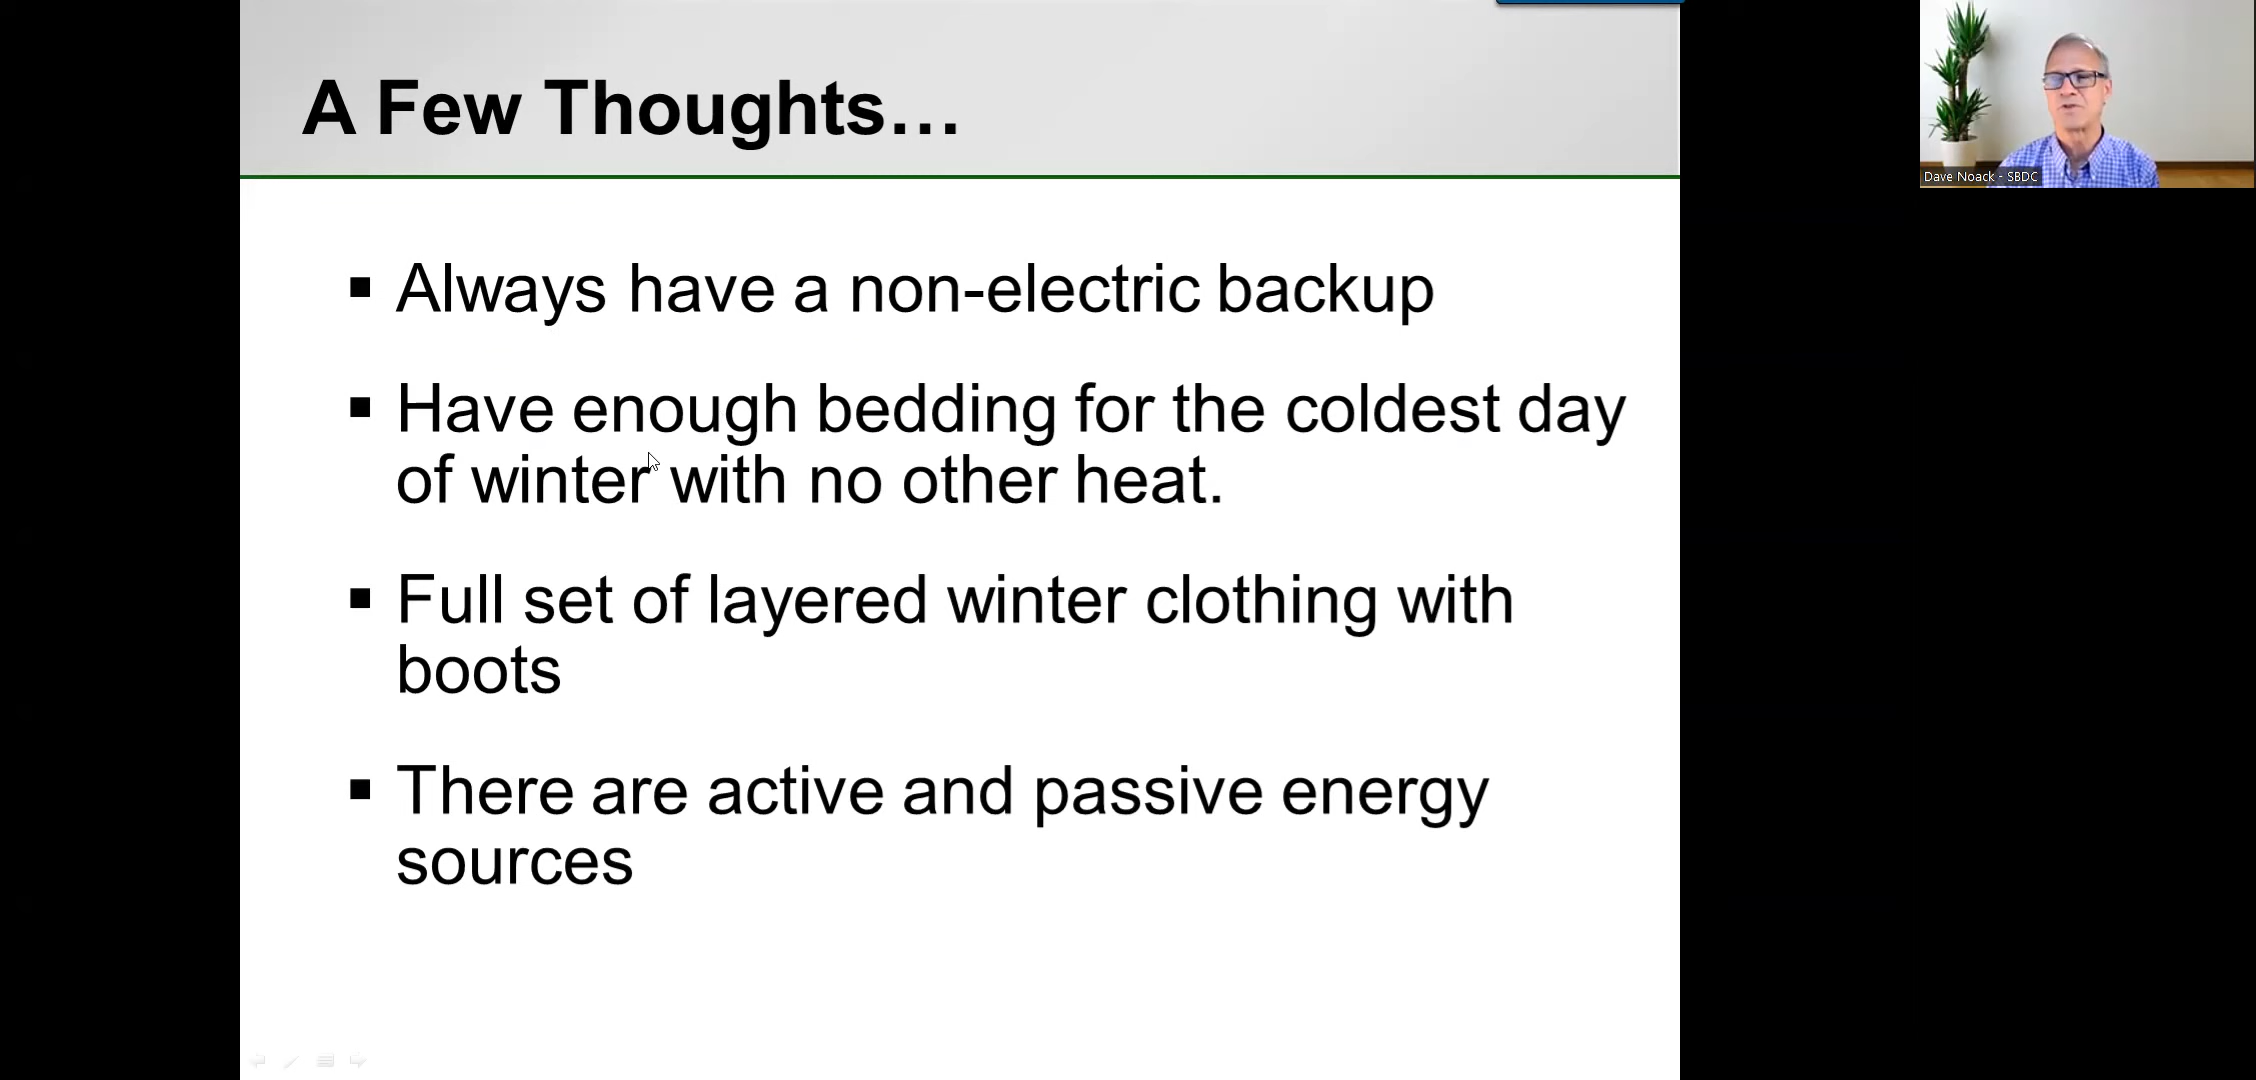 A Few Thoughts…
▪ Always have a non-electric backup
▪ Have enough bedding for the coldest day
of winter with no other heat.
▪ Full set of layered winter clothing with
boots
▪ There are active and passive energy
sources
Dave Noack - SBDC